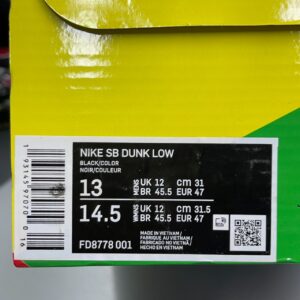 NIKE SB DUNK LOW
BLACK/COLOR
NOIR/COULEUR
13 MENS UK 12 CM 31
BR 45.5 EUR 47
14.5 WMNS UK 12 CM 31.5
BR 45.5 EUR 47
FD8778 001
MADE IN VIETNAM /
FABRIQUE AU VIETNAM /
FABRICADO NO VIETNÃ /
HECHO EN VIETNAM